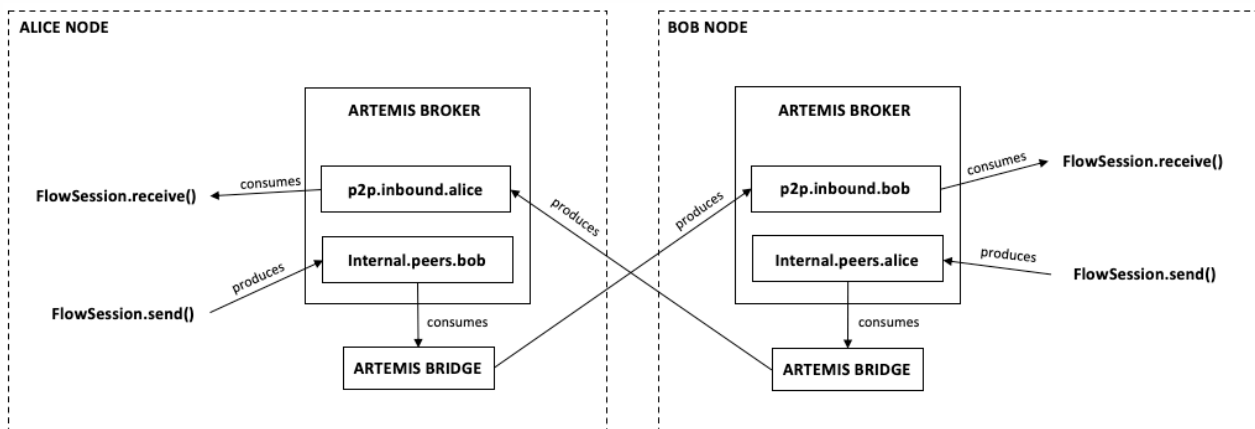 ALICE NODE
ARTEMIS BROKER
consumes
p2p.inbound.alice
FlowSession.receive()
produces
Internal.peers.bob
FlowSession.send()
consumes
ARTEMIS BRIDGE
produces
produces
BOB NODE
ARTEMIS BROKER
p2p.inbound.bob
consumes
FlowSession.receive()
Internal.peers.alice
produces
FlowSession.send()
consumes
ARTEMIS BRIDGE